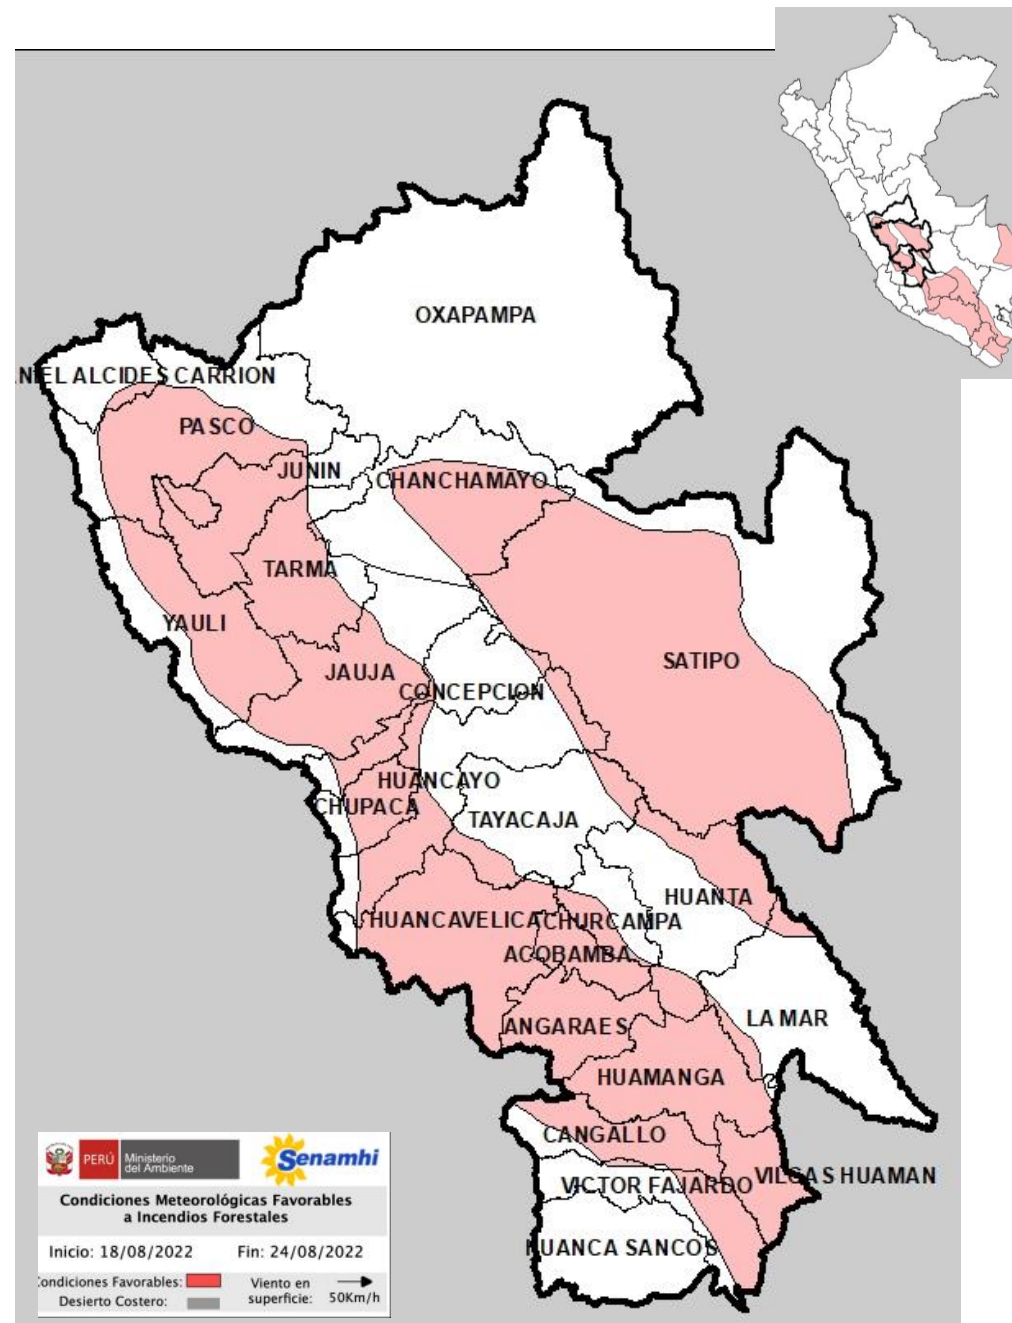 OXAPAMPA
NIEL ALCIDES CARRION
PASCO
JUNIN
CHANCHAMAYO
TARMA
YAULI
JAUJA
SATIPO
CONCEPCION
HUANCAYO
CHUPACA
TAYACAJA
HUANTA
HUANCAVELICA
CHURCAMPA
ACOBAMBA
LA MAR
ANGARAES
HUAMANGA
CANGALLO
VILCAS HUAMAN
VICTOR FAJARDO
HUANCA SANCOS
PERÚ
Ministerio
del Ambiente
Senamhi
Condiciones Meteorológicas Favorables
a Incendios Forestales
Inicio: 18/08/2022 Fin: 24/08/2022
Condiciones Favorables:
Desierto Costero:
Viento en
superficie: 50Km/h